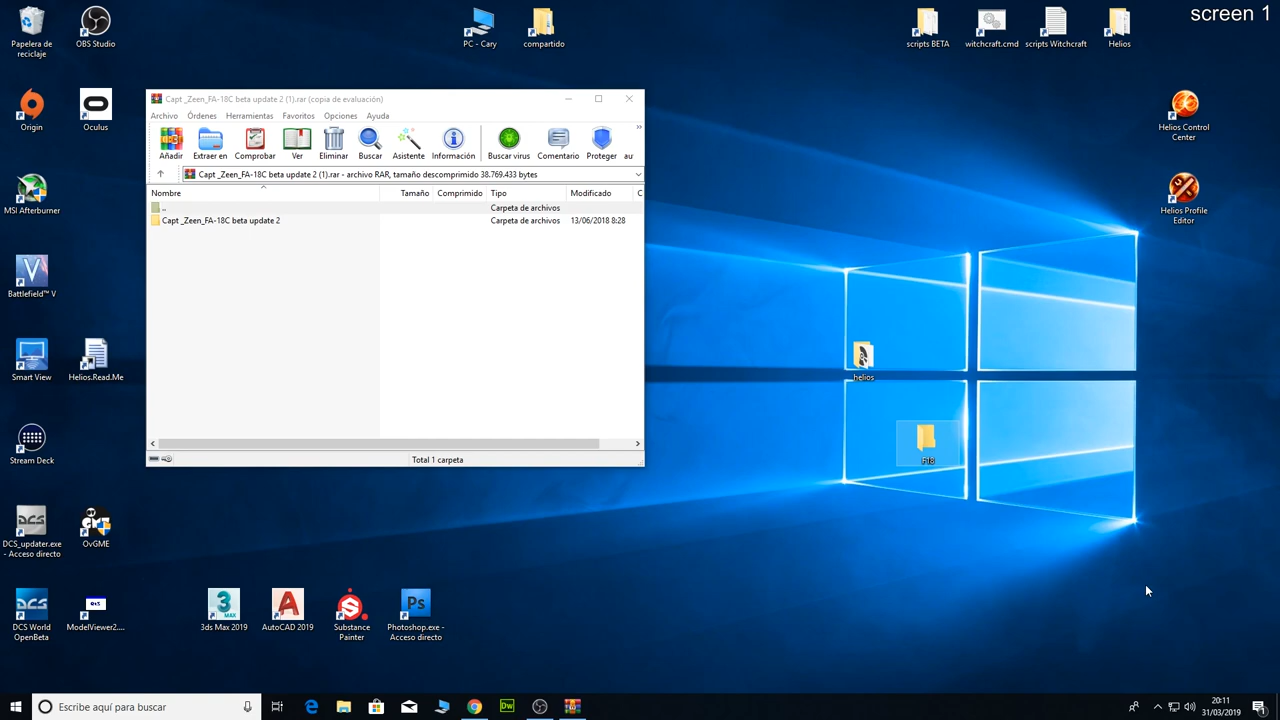 screen 1
Papelera de
reciclaje
OBS Studio
PC - Cary
compartido
scripts BETA
witchcraft.cmd
scripts Witchcraft
Helios
Origin
Oculus
Helios Control
Center
MSI Afterburner
Helios Profile
Editor
Battlefield™ V
Smart View
Helios.Read.Me
Stream Deck
DCS_updater.exe
- Acceso directo
OvGME
DCS World
OpenBeta
ModelViewer2....
3ds Max 2019
AutoCAD 2019
Substance
Painter
Photoshop.exe -
Acceso directo
helios
F18
Capt _Zeen_FA-18C beta update 2 (1).rar (copia de evaluación)
Archivo Órdenes Herramientas Favoritos Opciones Ayuda
Añadir Extraer en Comprobar Ver Eliminar Buscar Asistente Información Buscar virus Comentario Proteger au
Capt _Zeen_FA-18C beta update 2 (1).rar - archivo RAR, tamaño descomprimido 38.769.433 bytes
Nombre Tamaño Comprimido Tipo Modificado C
.. Carpeta de archivos
Capt _Zeen_FA-18C beta update 2 Carpeta de archivos 13/06/2018 8:28
Total 1 carpeta
Escribe aquí para buscar
20:11
31/03/2019